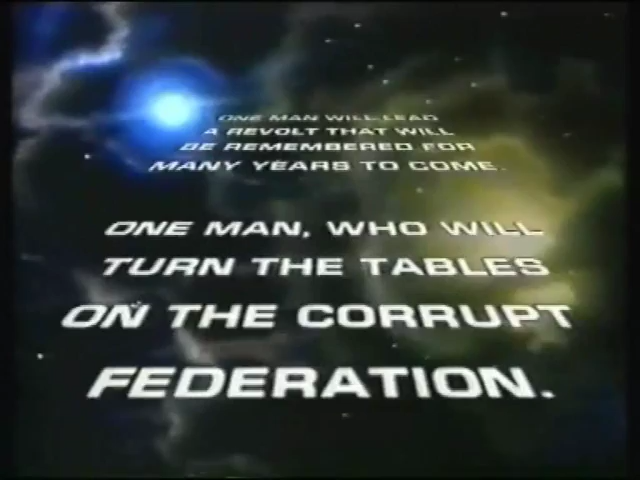 ONE MAN WILL LEAD
A REVOLT THAT WILL
BE REMEMBERED FOR
MANY YEARS TO COME.
ONE MAN, WHO WILL
TURN THE TABLES
ON THE CORRUPT
FEDERATION.